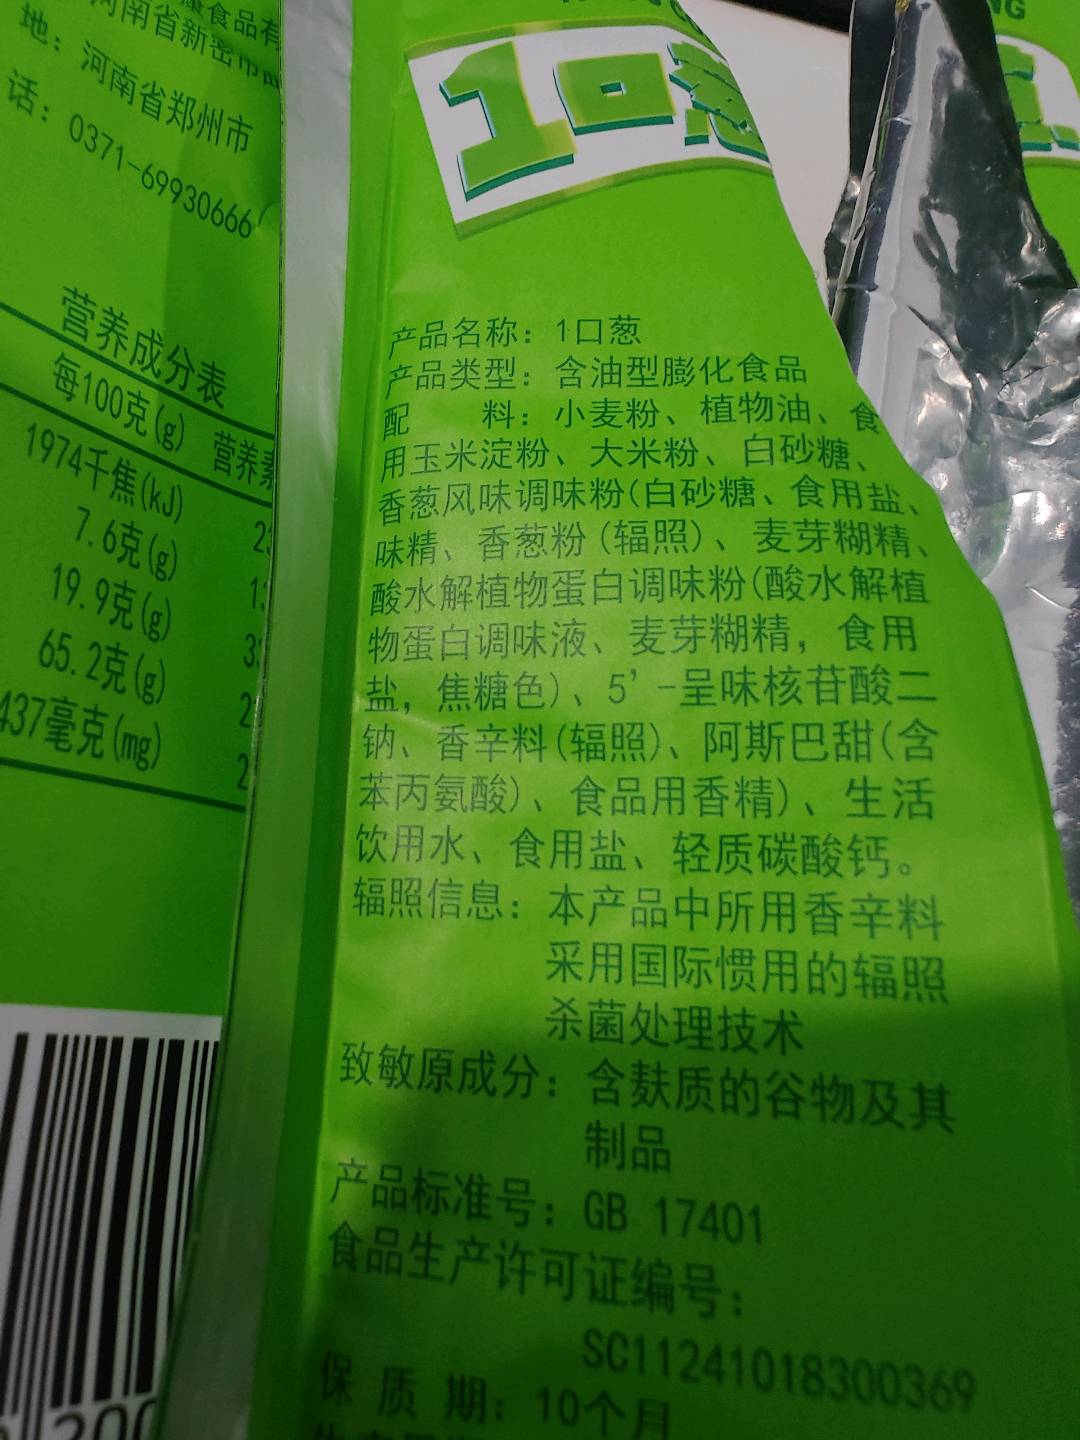 康食品有
河南省新密市
地：河南省郑州市
话：0371-69930666
营养成分表
每100克(g) 营养素
1974千焦(kJ)
7.6克(g)
19.9克(g)
65.2克(g)
437毫克(mg)
NG
1口葱
产品名称：1口葱
产品类型：含油型膨化食品
配 料：小麦粉、植物油、食
用玉米淀粉、大米粉、白砂糖、
香葱风味调味粉(白砂糖、食用盐、
味精、香葱粉(辐照)、麦芽糊精、
酸水解植物蛋白调味粉(酸水解植
物蛋白调味液、麦芽糊精，食用
盐，焦糖色)、5'-呈味核苷酸二
钠、香辛料(辐照)、阿斯巴甜(含
苯丙氨酸)、食品用香精)、生活
饮用水、食用盐、轻质碳酸钙。
辐照信息：本产品中所用香辛料
采用国际惯用的辐照
杀菌处理技术
致敏原成分：含麸质的谷物及其
制品
产品标准号：GB 17401
食品生产许可证编号：
SC11241018300369
保 质 期：10个月